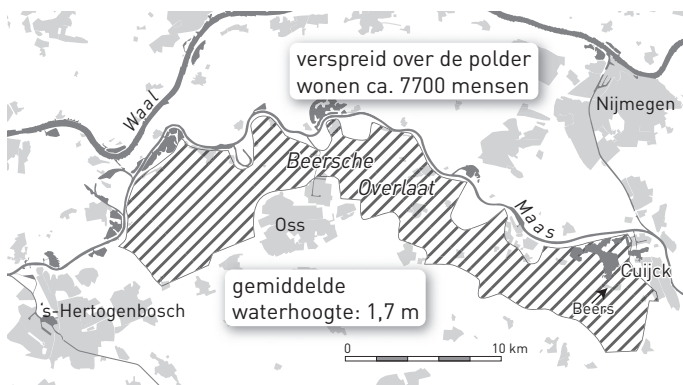 verspreid over de polder
wonen ca. 7700 mensen
Waal
Nijmegen
Beersche
Overlaat
Maas
Oss
Cuijck
gemiddelde
waterhoogte: 1,7 m
Beers
's-Hertogenbosch
0 10 km